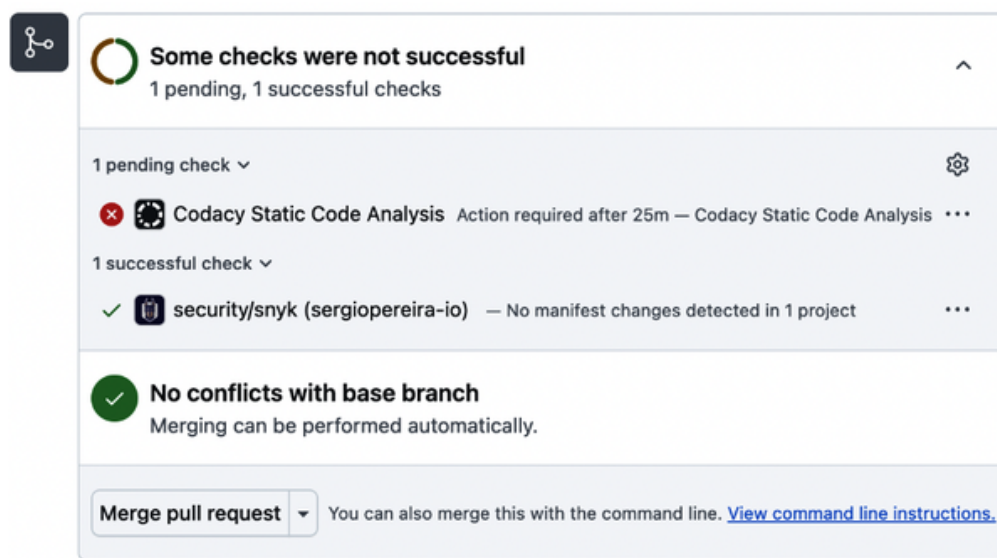 Some checks were not successful
1 pending, 1 successful checks
1 pending check
Codacy Static Code Analysis Action required after 25m — Codacy Static Code Analysis
1 successful check
security/snyk (sergiopereira-io) — No manifest changes detected in 1 project
No conflicts with base branch
Merging can be performed automatically.
Merge pull request You can also merge this with the command line. View command line instructions.